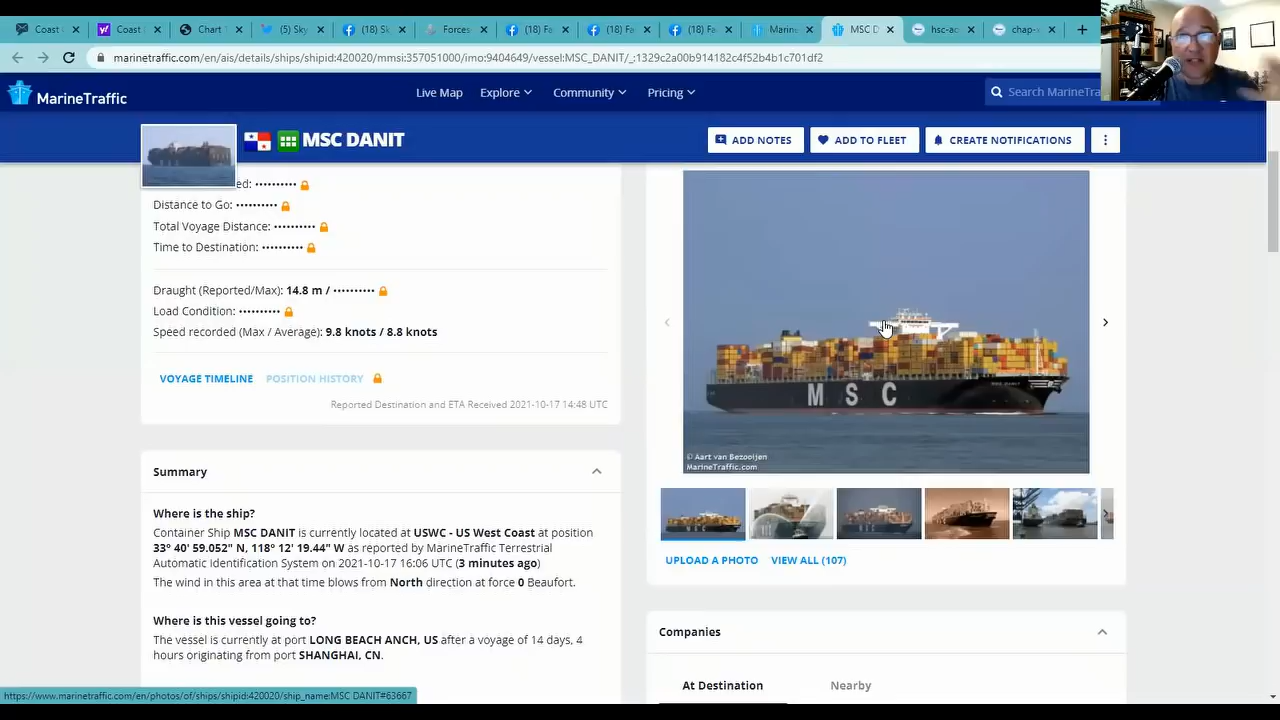 Coast
Coast
Chart
(5) Sky
(18) Sk
Forces
(18) Fa
(18) Fa
(18) Fa
Marine
MSC D
hsc-ac
chap-x
marinetraffic.com/en/ais/details/ships/shipid:420020/mmsi:357051000/imo:9404649/vessel:MSC_DANIT/_:1329c2a00b914182c4f52b4b1c701df2
MarineTraffic
Live Map
Explore
Community
Pricing
Search MarineTra
MSC DANIT
ADD NOTES
ADD TO FLEET
CREATE NOTIFICATIONS
ed: ••••••••••
Distance to Go: ••••••••••
Total Voyage Distance: ••••••••••
Time to Destination: ••••••••••
Draught (Reported/Max): 14.8 m / ••••••••••
Load Condition: ••••••••••
Speed recorded (Max / Average): 9.8 knots / 8.8 knots
VOYAGE TIMELINE
POSITION HISTORY
Reported Destination and ETA Received 2021-10-17 14:48 UTC
Summary
Where is the ship?
Container Ship MSC DANIT is currently located at USWC - US West Coast at position
33° 40' 59.052" N, 118° 12' 19.44" W as reported by MarineTraffic Terrestrial
Automatic Identification System on 2021-10-17 16:06 UTC (3 minutes ago)
The wind in this area at that time blows from North direction at force 0 Beaufort.
Where is this vessel going to?
The vessel is currently at port LONG BEACH ANCH, US after a voyage of 14 days, 4
hours originating from port SHANGHAI, CN.
M S C
© Aart van Bezooijen
MarineTraffic.com
UPLOAD A PHOTO
VIEW ALL (107)
Companies
At Destination
Nearby
https://www.marinetraffic.com/en/photos/of/ships/shipid:420020/ship_name:MSC DANIT#63667